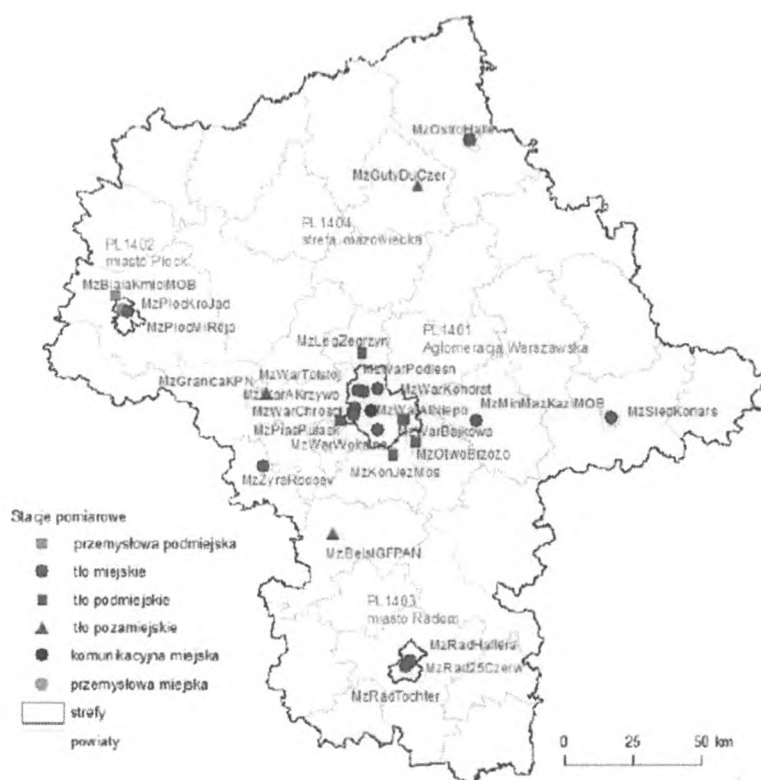 MzOstroHalle
MzGutyDuCzer
PL1404
strefa mazowiecka
PL1402
miasto Płock
MzBialaKmiciMOB
MzPlocKroJad
MzPlocMiReja
MzLegZegrzyn
PL1401
Aglomeracja Warszawska
MzWarTolstoj
MzWarPodlesn
MzGranicaKPN
MzWarAKrzywo
MzWarKondrat
MzWarChrosci
MzWarAlNiepo
MzMinMazKaziMOB
MzSiedKonars
MzPiasPulask
MzWarBajkowa
MzWarWokalna
MzOtwoBrzozo
MzKonJezMos
MzZyraRoosev
Stacje pomiarowe
przemysłowa podmiejska
tło miejskie
tło podmiejskie
tło pozamiejskie
komunikacyjna miejska
przemysłowa miejska
strefy
powiaty
MzBelsIGFPAN
PL1403
miasto Radom
MzRadHallera
MzRad25Czerw
MzRadTochter
0 25 50 km